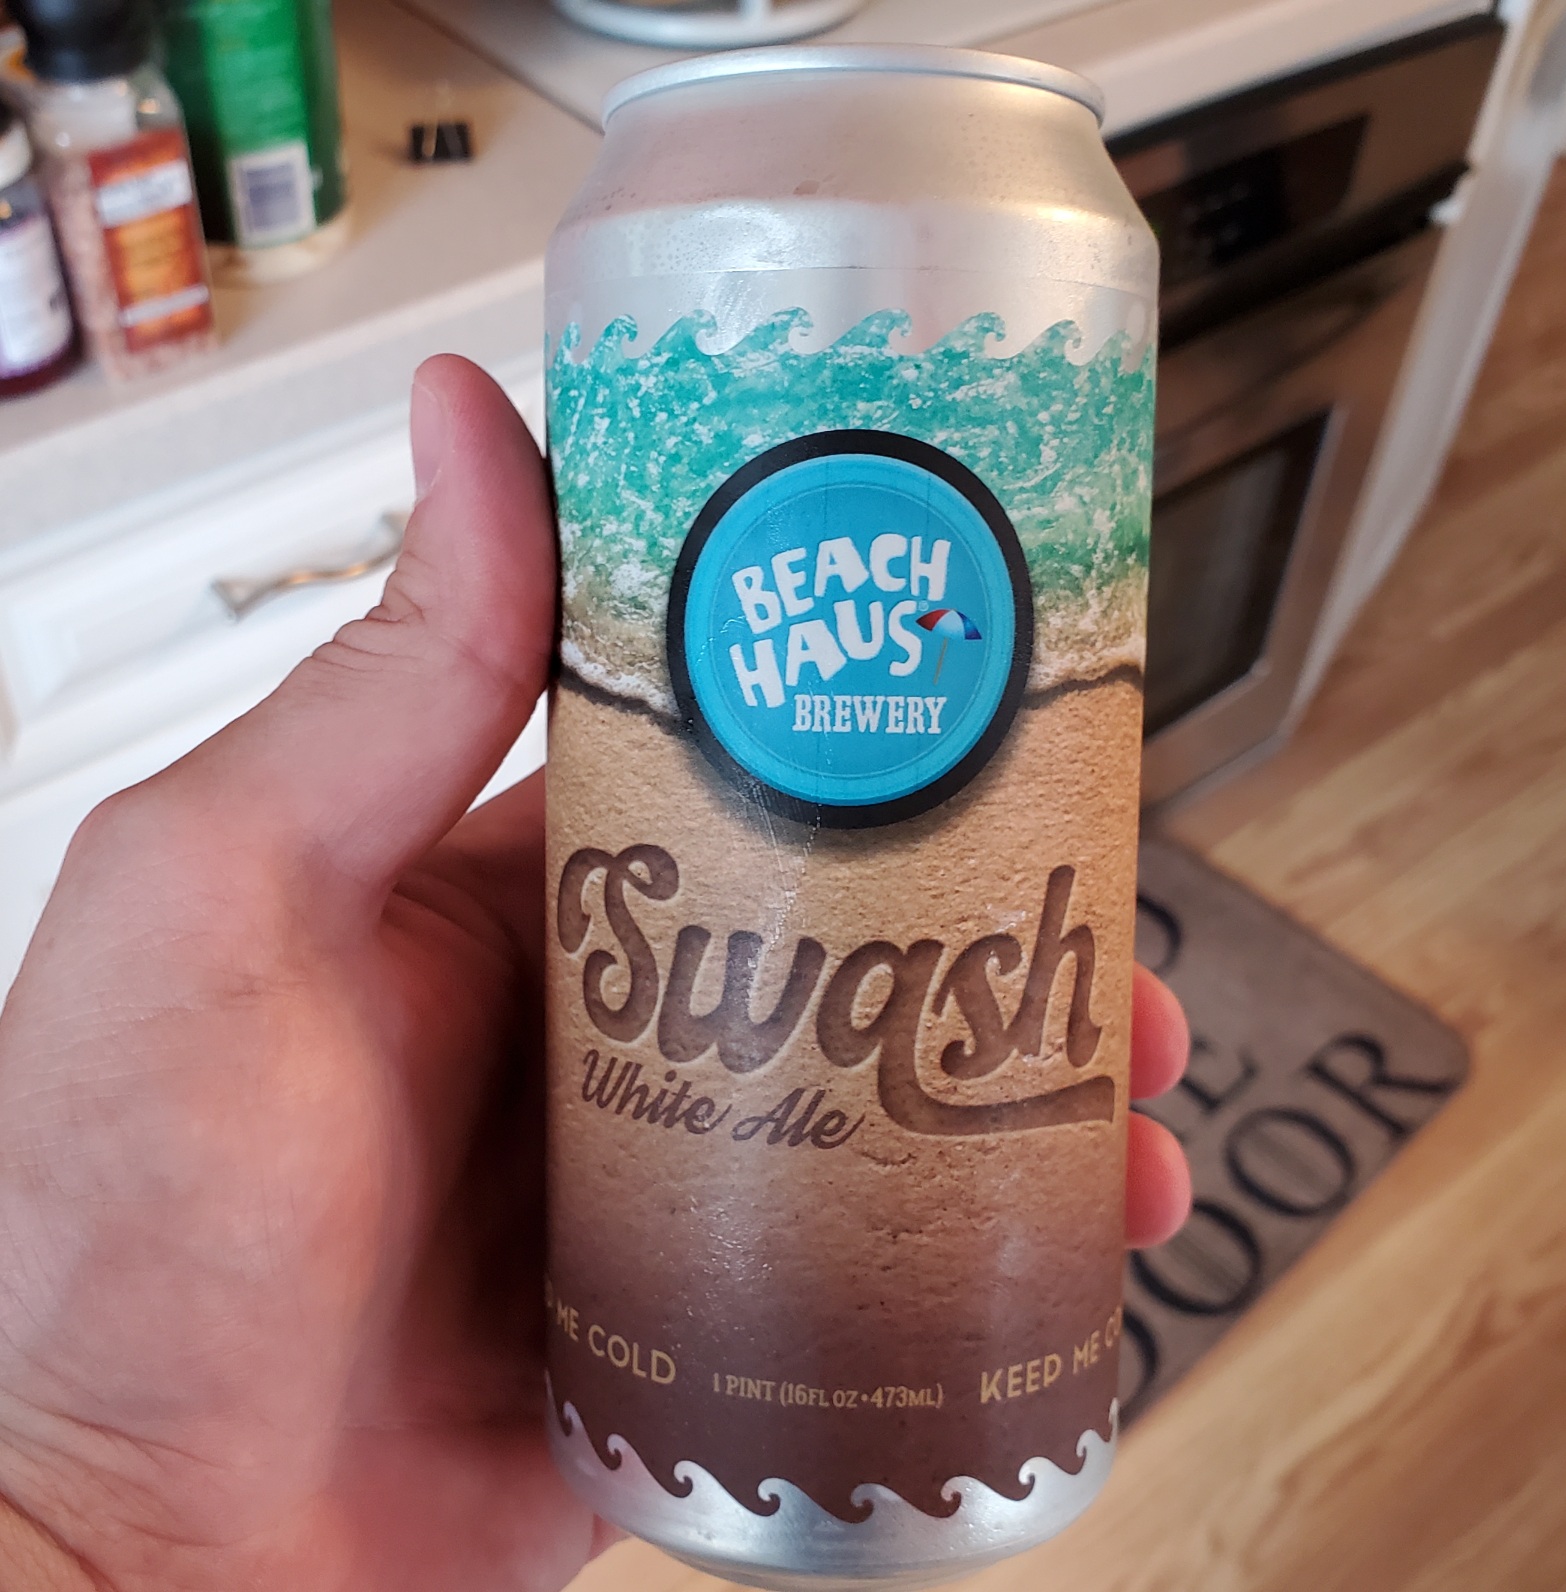 BEACH
HAUS®
BREWERY
Swash
White Ale
ME COLD
1 PINT (16FL OZ•473ML)
KEED ME
OOR